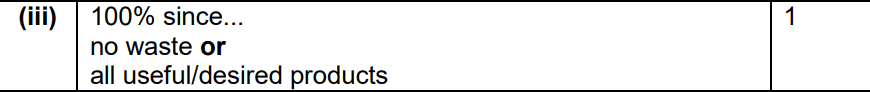 (iii) 100% since... 1
no waste or
all useful/desired products